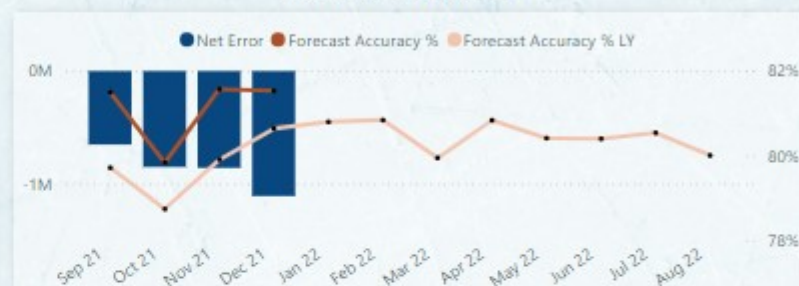 Net Error Forecast Accuracy % Forecast Accuracy % LY
0M 82%
80%
-1M
78%
Sep 21 Oct 21 Nov 21 Dec 21 Jan 22 Feb 22 Mar 22 Apr 22 May 22 Jun 22 Jul 22 Aug 22